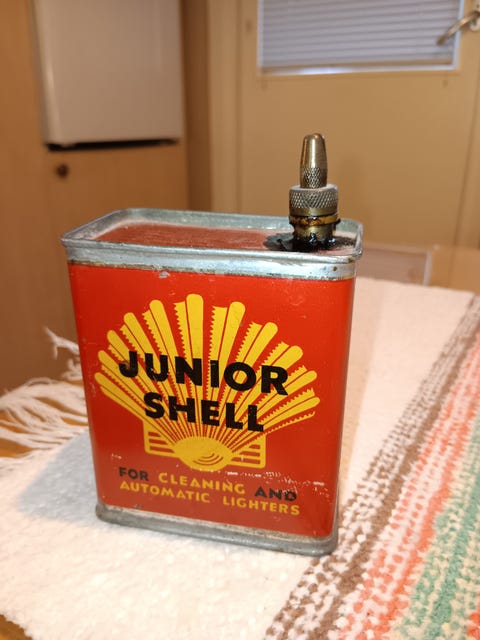 JUNIOR
SHELL
FOR CLEANING AND
AUTOMATIC LIGHTERS